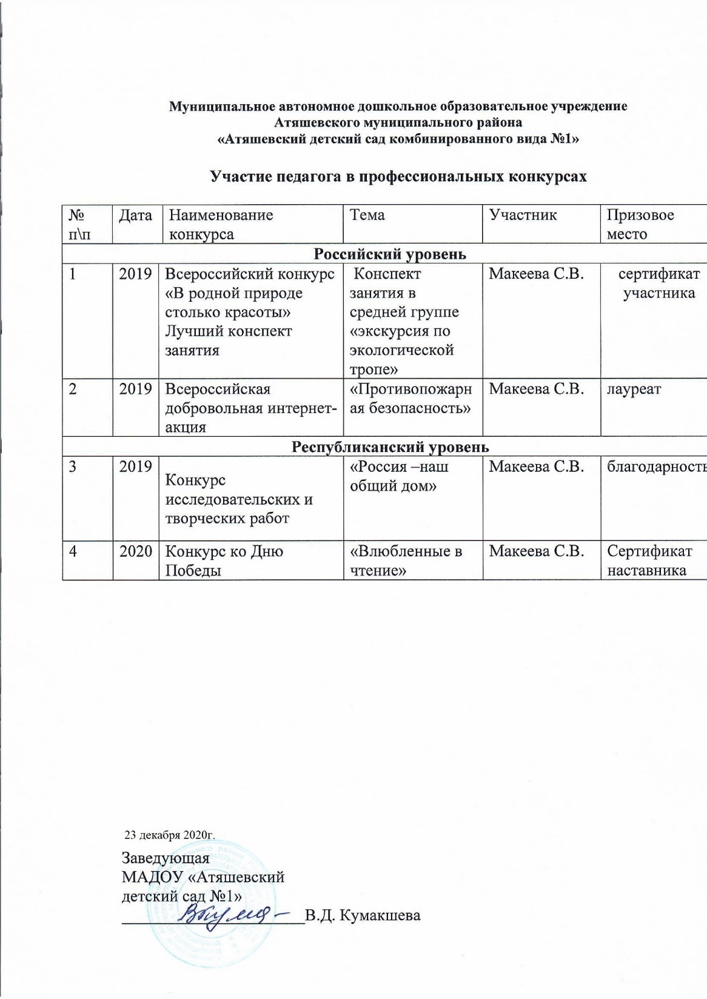 Муниципальное автономное дошкольное образовательное учреждение
Атяшевского муниципального района
«Атяшевский детский сад комбинированного вида №1»
Участие педагога в профессиональных конкурсах
№ п\п Дата Наименование конкурса Тема Участник Призовое место
Российский уровень
1 2019 Всероссийский конкурс «В родной природе столько красоты» Лучший конспект занятия Конспект занятия в средней группе «экскурсия по экологической тропе» Макеева С.В. сертификат участника
2 2019 Всероссийская добровольная интернет-акция «Противопожарная безопасность» Макеева С.В. лауреат
Республиканский уровень
3 2019 Конкурс исследовательских и творческих работ «Россия –наш общий дом» Макеева С.В. благодарность
4 2020 Конкурс ко Дню Победы «Влюбленные в чтение» Макеева С.В. Сертификат наставника
23 декабря 2020г.
Заведующая
МАДОУ «Атяшевский
детский сад №1»
В.Д. Кумакшева